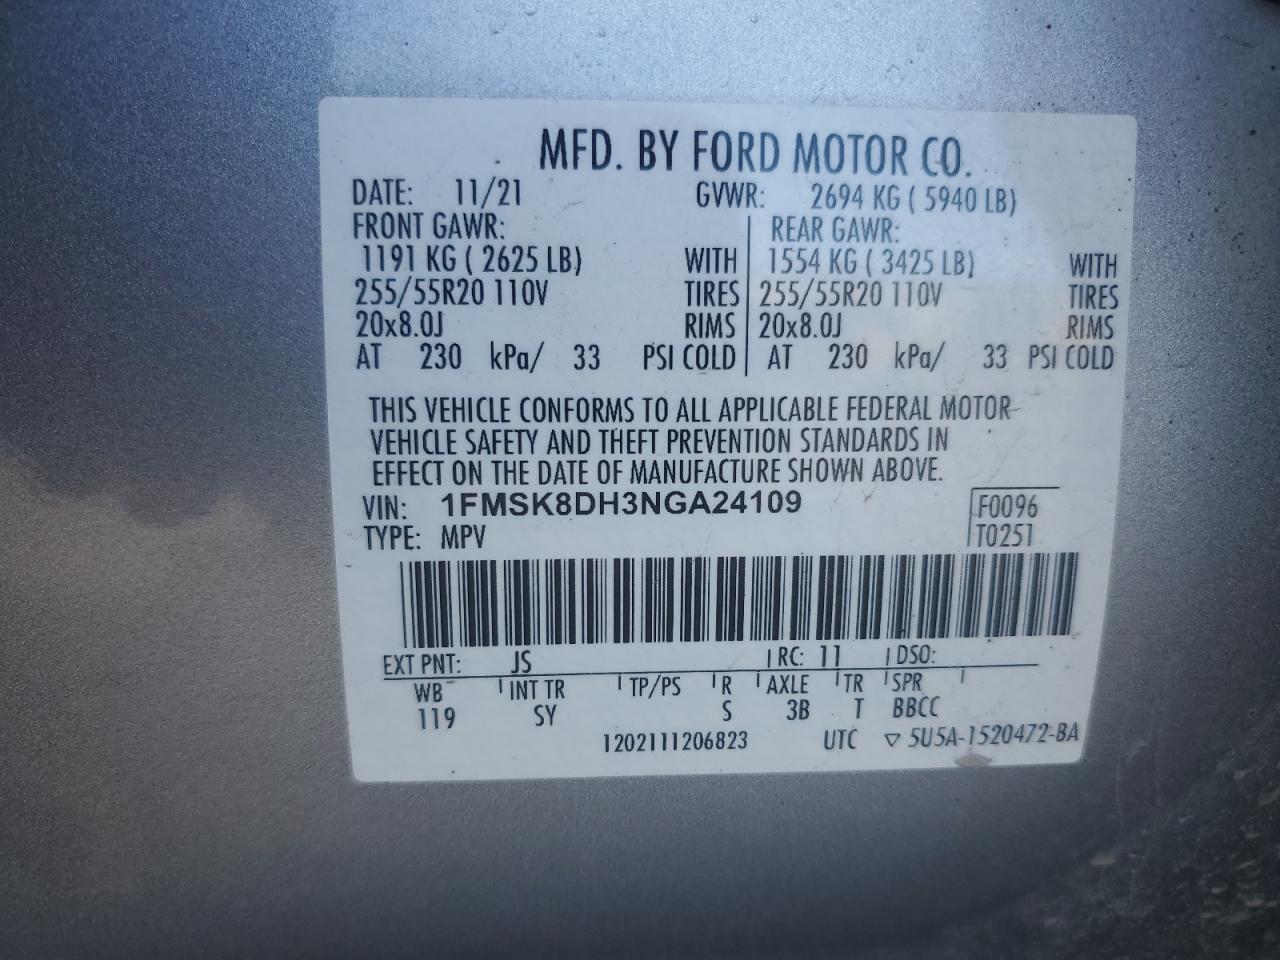 MFD. BY FORD MOTOR CO.
DATE: 11/21 GVWR: 2694 KG ( 5940 LB)
FRONT GAWR: REAR GAWR:
1191 KG ( 2625 LB) WITH 1554 KG ( 3425 LB) WITH
255/55R20 110V TIRES 255/55R20 110V TIRES
20x8.0J RIMS 20x8.0J RIMS
AT 230 kPa/ 33 PSI COLD AT 230 kPa/ 33 PSI COLD
THIS VEHICLE CONFORMS TO ALL APPLICABLE FEDERAL MOTOR
VEHICLE SAFETY AND THEFT PREVENTION STANDARDS IN
EFFECT ON THE DATE OF MANUFACTURE SHOWN ABOVE.
VIN: 1FMSK8DH3NGA24109 F0096
TYPE: MPV T0251
EXT PNT: JS RC: 11 DSO:
WB INT TR TP/PS R AXLE TR SPR
119 SY S 3B T BBCC
1202111206823 UTC ▽ 5U5A-1520472-BA